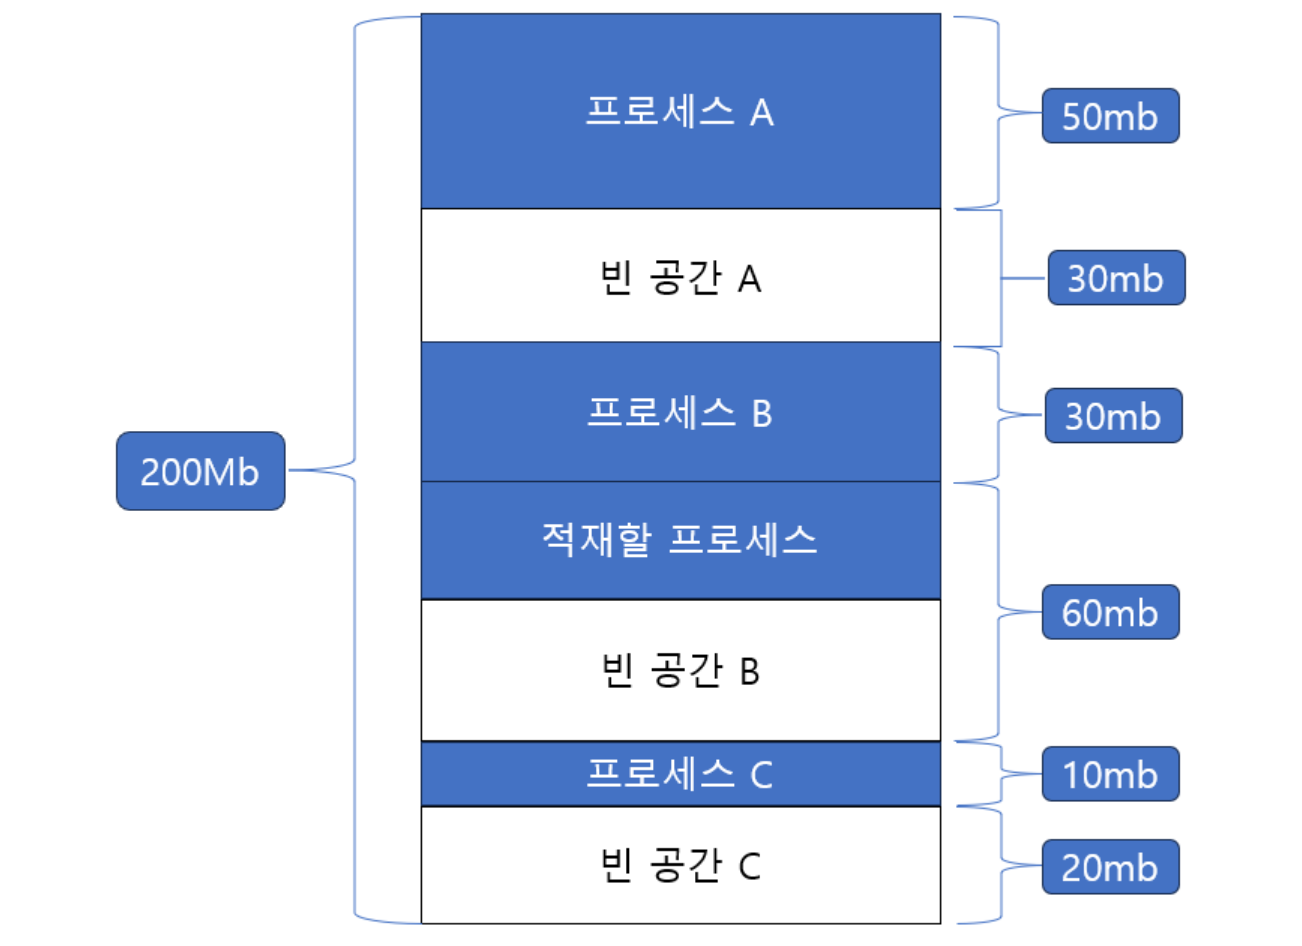 프로세스 A
50mb
빈 공간 A
30mb
프로세스 B
30mb
200Mb
적재할 프로세스
60mb
빈 공간 B
프로세스 C
10mb
빈 공간 C
20mb